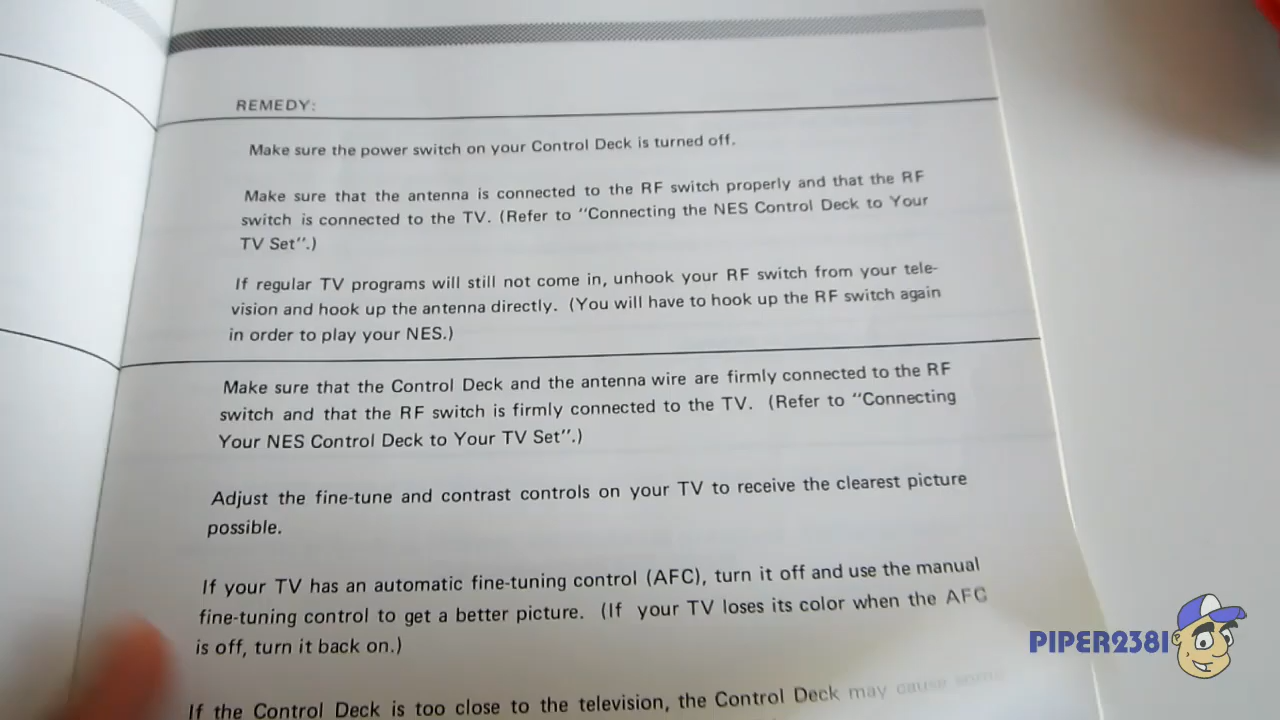 REMEDY:
Make sure the power switch on your Control Deck is turned off.
Make sure that the antenna is connected to the RF switch properly and that the RF
switch is connected to the TV. (Refer to "Connecting the NES Control Deck to Your
TV Set".)
If regular TV programs will still not come in, unhook your RF switch from your tele-
vision and hook up the antenna directly. (You will have to hook up the RF switch again
in order to play your NES.)
Make sure that the Control Deck and the antenna wire are firmly connected to the RF
switch and that the RF switch is firmly connected to the TV. (Refer to "Connecting
Your NES Control Deck to Your TV Set".)
Adjust the fine-tune and contrast controls on your TV to receive the clearest picture
possible.
If your TV has an automatic fine-tuning control (AFC), turn it off and use the manual
fine-tuning control to get a better picture. (If your TV loses its color when the AFC
is off, turn it back on.)
If the Control Deck is too close to the television, the Control Deck may cause
PIPER2381